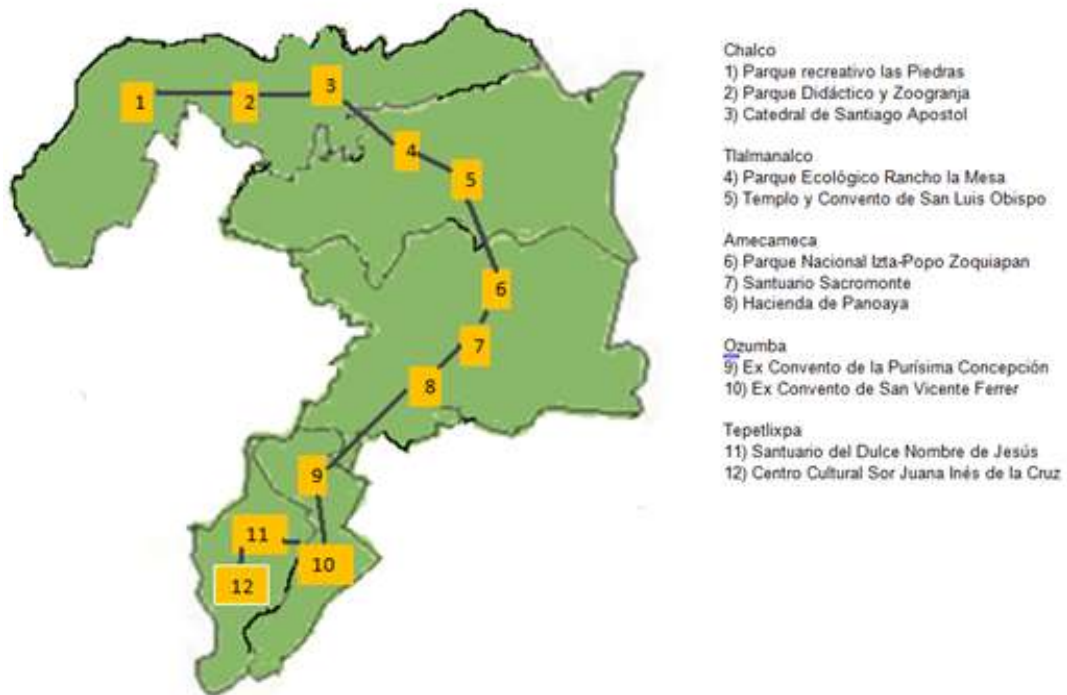 1
2
3
4
5
6
7
8
9
10
11
12
Chalco
1) Parque recreativo las Piedras
2) Parque Didáctico y Zoogranja
3) Catedral de Santiago Apostol
Tlalmanalco
4) Parque Ecológico Rancho la Mesa
5) Templo y Convento de San Luis Obispo
Amecameca
6) Parque Nacional Izta-Popo Zoquiapan
7) Santuario Sacromonte
8) Hacienda de Panoaya
Ozumba
9) Ex Convento de la Purísima Concepción
10) Ex Convento de San Vicente Ferrer
Tepetlixpa
11) Santuario del Dulce Nombre de Jesús
12) Centro Cultural Sor Juana Inés de la Cruz